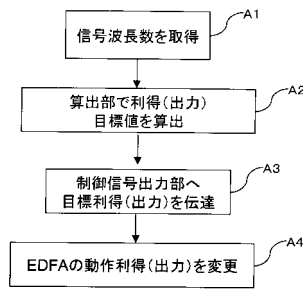 信号波長数を取得
A1
算出部で利得(出力)
目標値を算出
A2
制御信号出力部へ
目標利得(出力)を伝達
A3
EDFAの動作利得(出力)を変更
A4